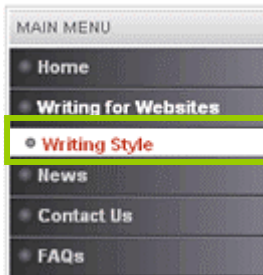 MAIN MENU
Home
Writing for Websites
Writing Style
News
Contact Us
FAQs